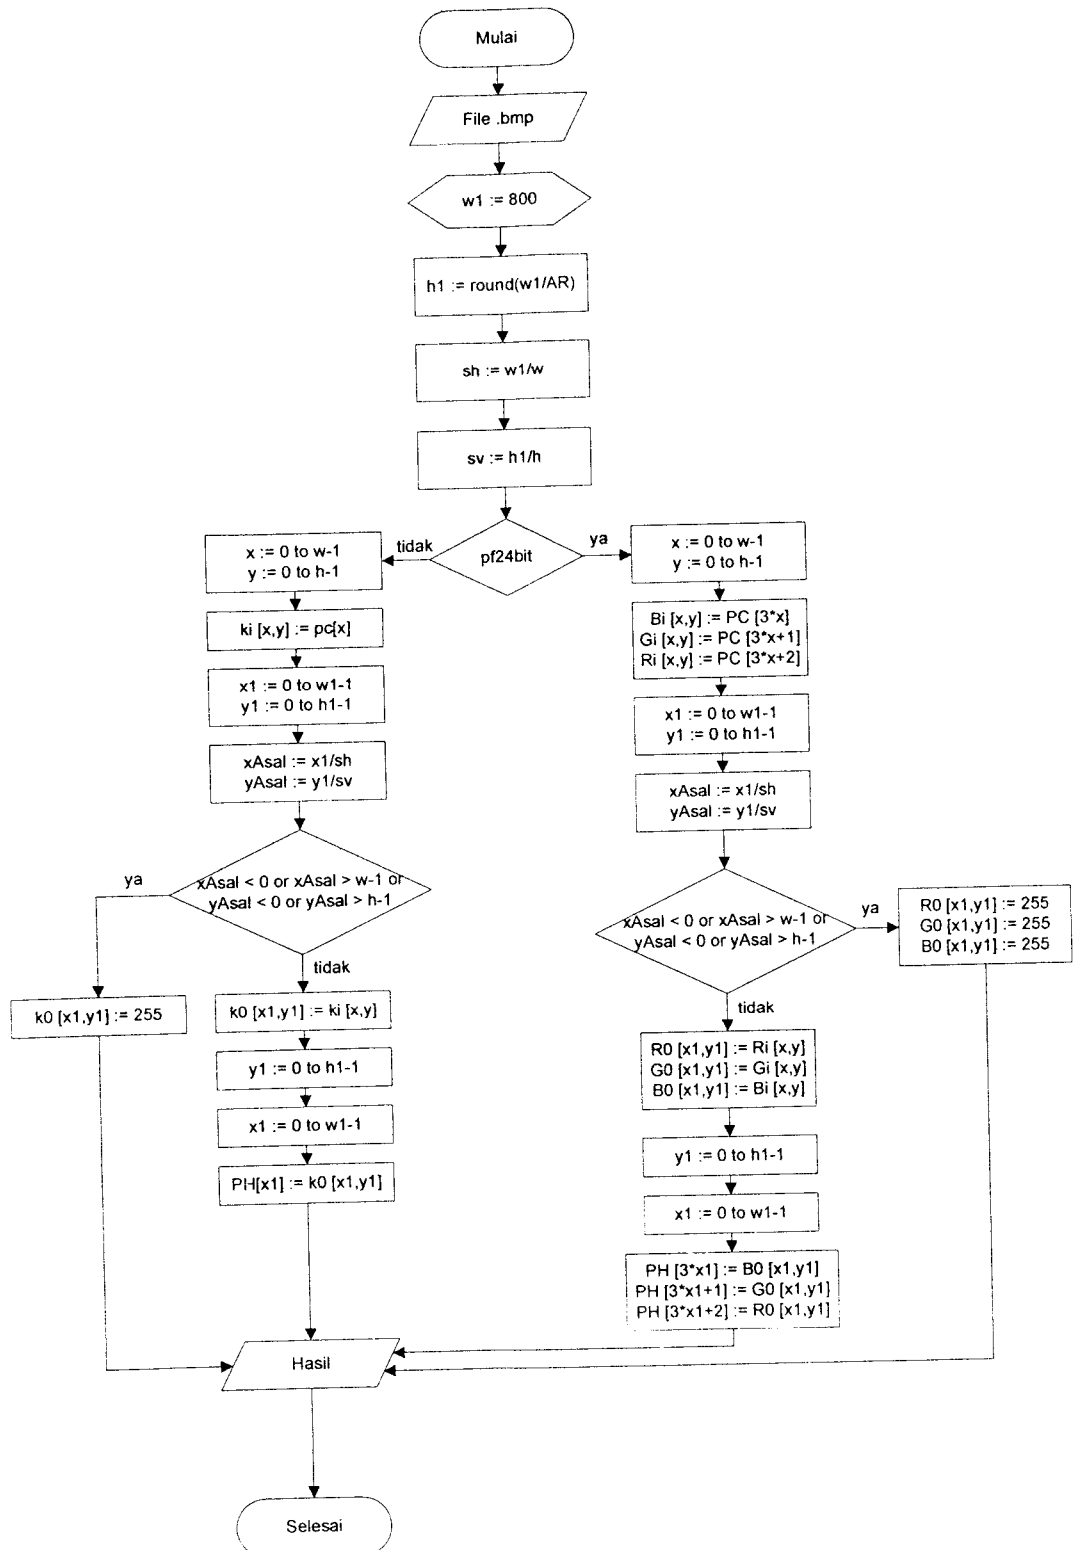 Mulai
File .bmp
w1 := 800
h1 := round(w1/AR)
sh := w1/w
sv := h1/h
pf24bit
tidak
ya
x := 0 to w-1
y := 0 to h-1
ki [x,y] := pc[x]
x1 := 0 to w1-1
y1 := 0 to h1-1
xAsal := x1/sh
yAsal := y1/sv
xAsal < 0 or xAsal > w-1 or
yAsal < 0 or yAsal > h-1
ya
tidak
k0 [x1,y1] := 255
k0 [x1,y1] := ki [x,y]
y1 := 0 to h1-1
x1 := 0 to w1-1
PH[x1] := k0 [x1,y1]
x := 0 to w-1
y := 0 to h-1
Bi [x,y] := PC [3*x]
Gi [x,y] := PC [3*x+1]
Ri [x,y] := PC [3*x+2]
x1 := 0 to w1-1
y1 := 0 to h1-1
xAsal := x1/sh
yAsal := y1/sv
xAsal < 0 or xAsal > w-1 or
yAsal < 0 or yAsal > h-1
ya
R0 [x1,y1] := 255
G0 [x1,y1] := 255
B0 [x1,y1] := 255
tidak
R0 [x1,y1] := Ri [x,y]
G0 [x1,y1] := Gi [x,y]
B0 [x1,y1] := Bi [x,y]
y1 := 0 to h1-1
x1 := 0 to w1-1
PH [3*x1] := B0 [x1,y1]
PH [3*x1+1] := G0 [x1,y1]
PH [3*x1+2] := R0 [x1,y1]
Hasil
Selesai